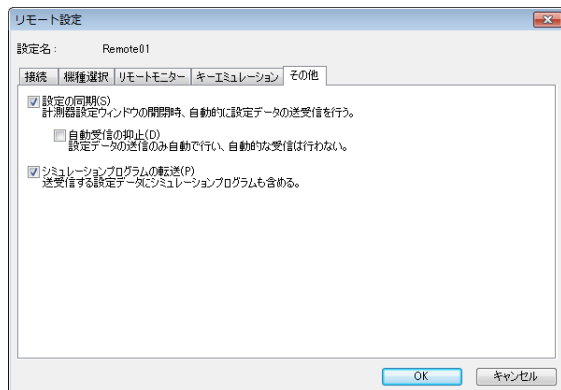 リモート設定
設定名： Remote01
接続 機種選択 リモートモニター キーエミュレーション その他
設定の同期(S)
計測器設定ウィンドウの開閉時、自動的に設定データの送受信を行う。
自動受信の抑止(D)
設定データの送信のみ自動で行い、自動的な受信は行わない。
シミュレーションプログラムの転送(P)
送受信する設定データにシミュレーションプログラムも含める。
OK キャンセル